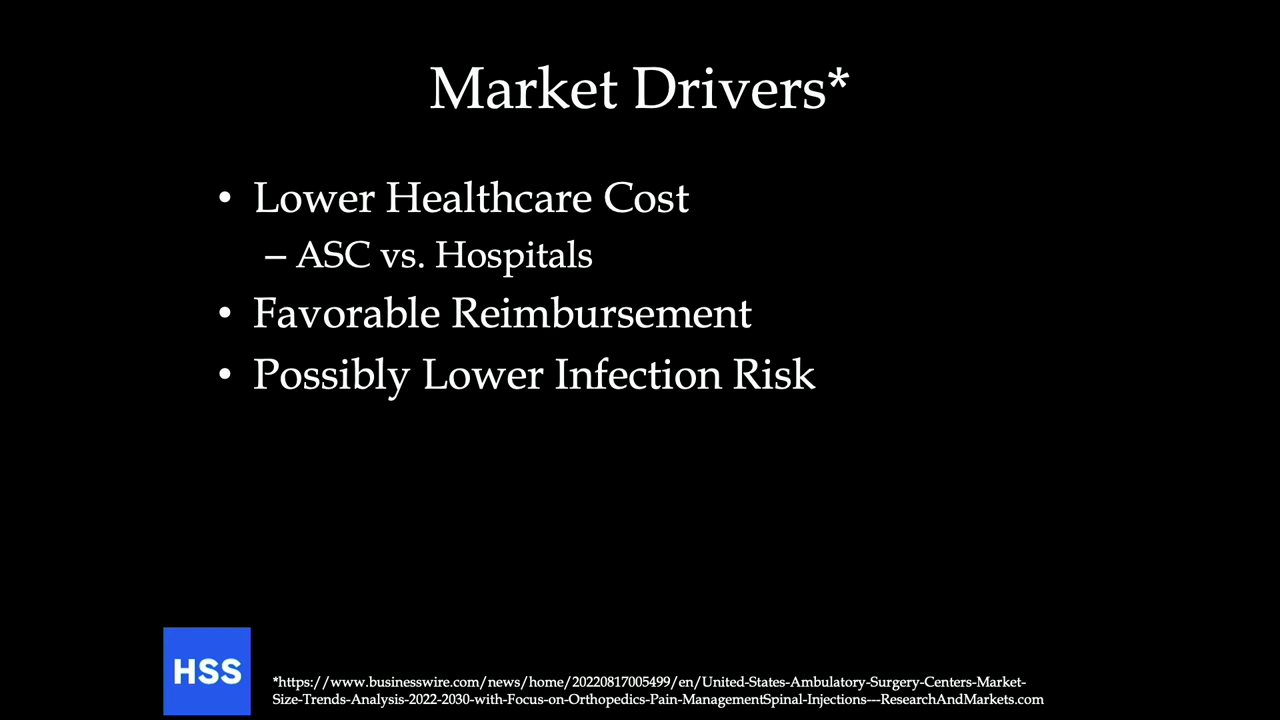 Market Drivers*
• Lower Healthcare Cost
– ASC vs. Hospitals
• Favorable Reimbursement
• Possibly Lower Infection Risk
HSS
*https://www.businesswire.com/news/home/20220817005499/en/United-States-Ambulatory-Surgery-Centers-Market-
Size-Trends-Analysis-2022-2030-with-Focus-on-Orthopedics-Pain-ManagementSpinal-Injections---ResearchAndMarkets.com